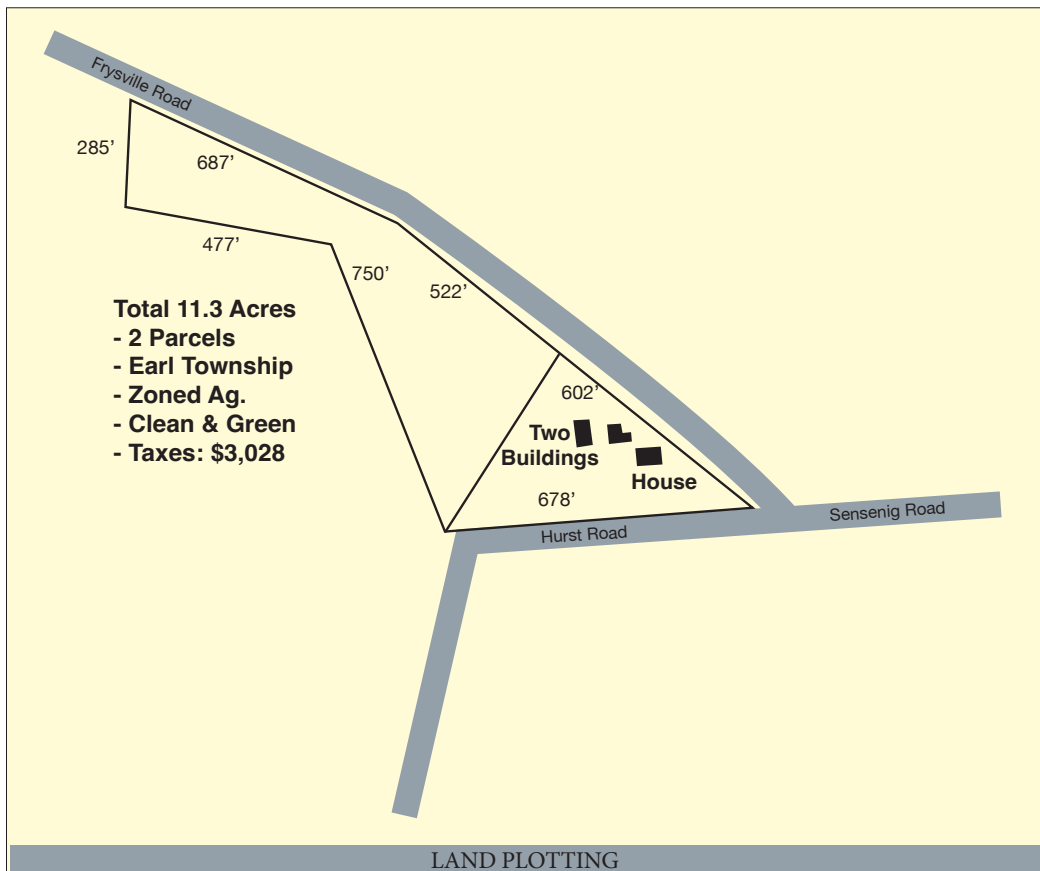 Frysville Road
285’
687’
477’
750’
522’
Total 11.3 Acres
- 2 Parcels
- Earl Township
- Zoned Ag.
- Clean & Green
- Taxes: $3,028
602’
Two
Buildings
House
678’
Hurst Road
Sensenig Road
LAND PLOTTING